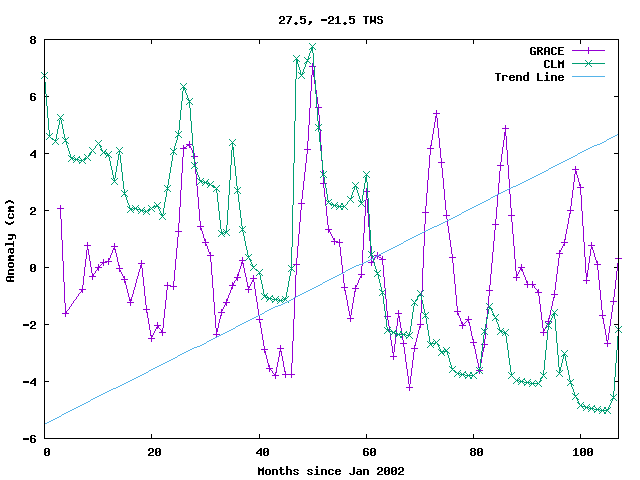 27.5, -21.5 TWS
GRACE
CLM
Trend Line
8
6
4
2
0
-2
-4
-6
Anomaly (cm)
0 20 40 60 80 100
Months since Jan 2002